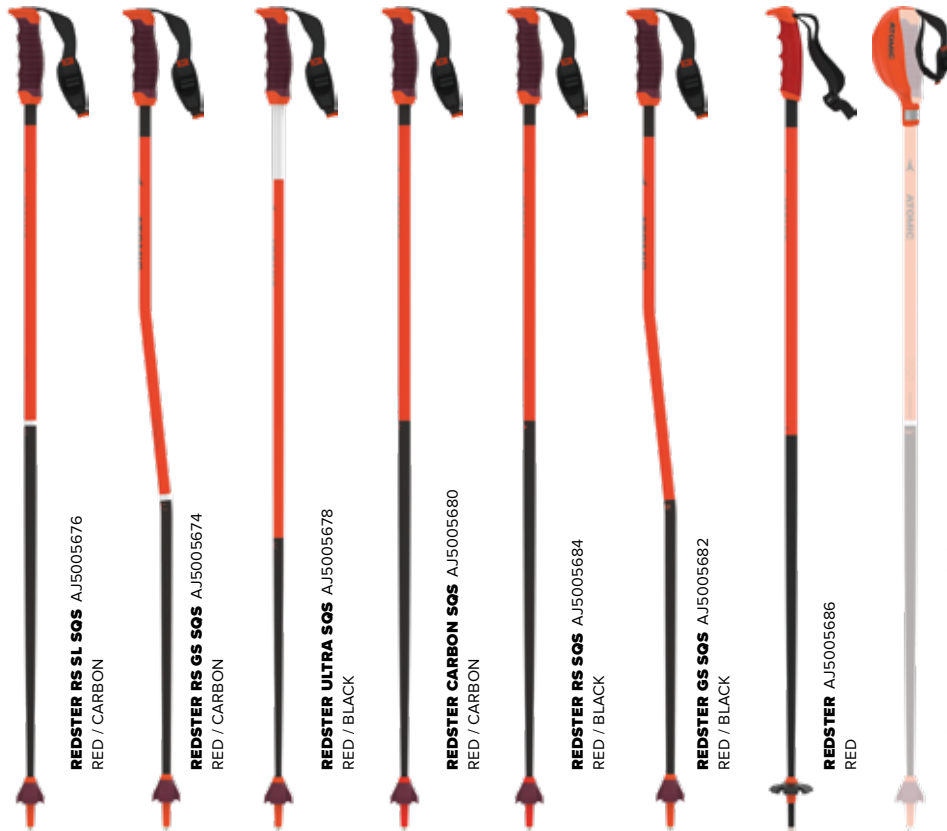 REDSTER RS SL SQS AJ5005676
RED / CARBON
REDSTER RS GS SQS AJ5005674
RED / CARBON
REDSTER ULTRA SQS AJ5005678
RED / BLACK
REDSTER CARBON SQS AJ5005680
RED / CARBON
REDSTER RS SQS AJ5005684
RED / BLACK
REDSTER GS SQS AJ5005682
RED / BLACK
REDSTER AJ5005686
RED
ATOMIC
ATOMIC